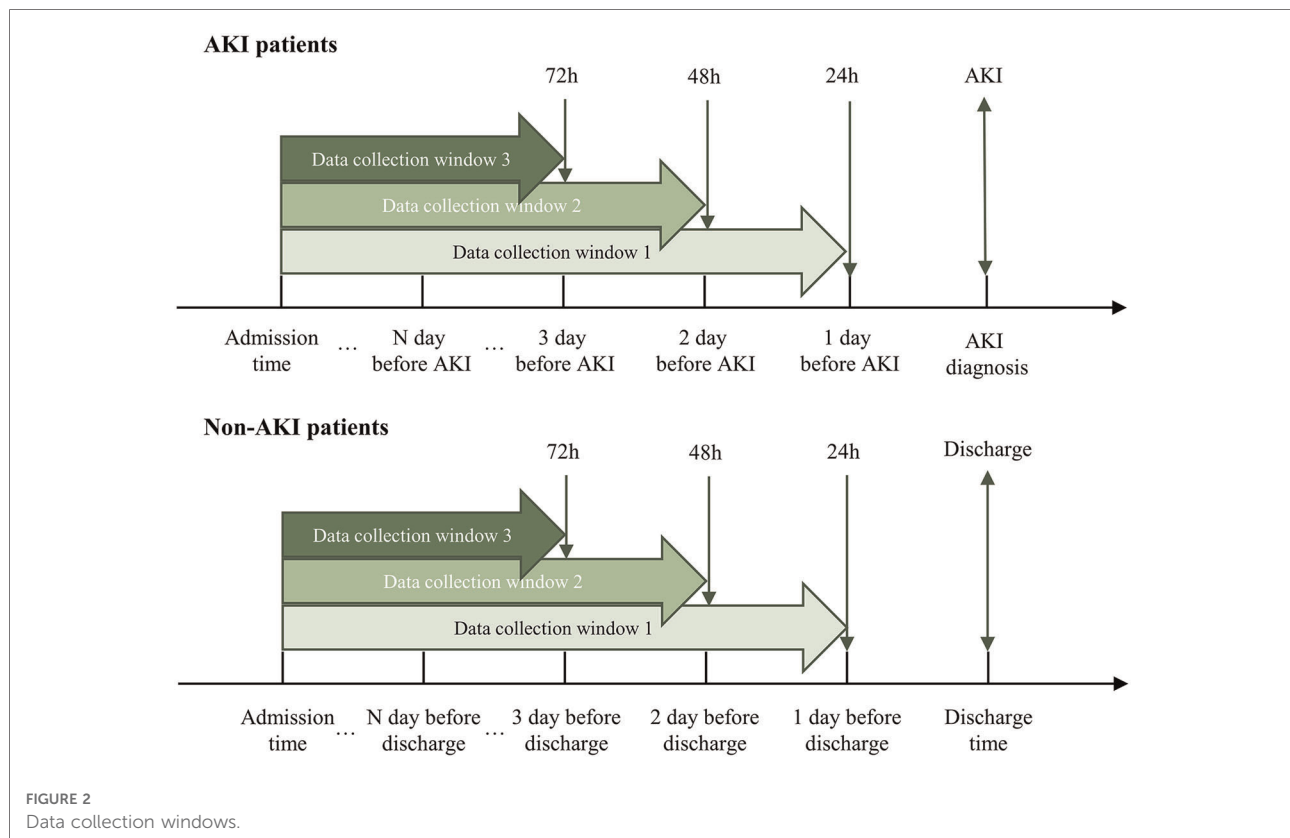 AKI patients
72h 48h 24h AKI
Data collection window 3
Data collection window 2
Data collection window 1
Admission time ... N day before AKI ... 3 day before AKI 2 day before AKI 1 day before AKI AKI diagnosis
Non-AKI patients
72h 48h 24h Discharge
Data collection window 3
Data collection window 2
Data collection window 1
Admission time ... N day before discharge ... 3 day before discharge 2 day before discharge 1 day before discharge Discharge time
FIGURE 2
Data collection windows.